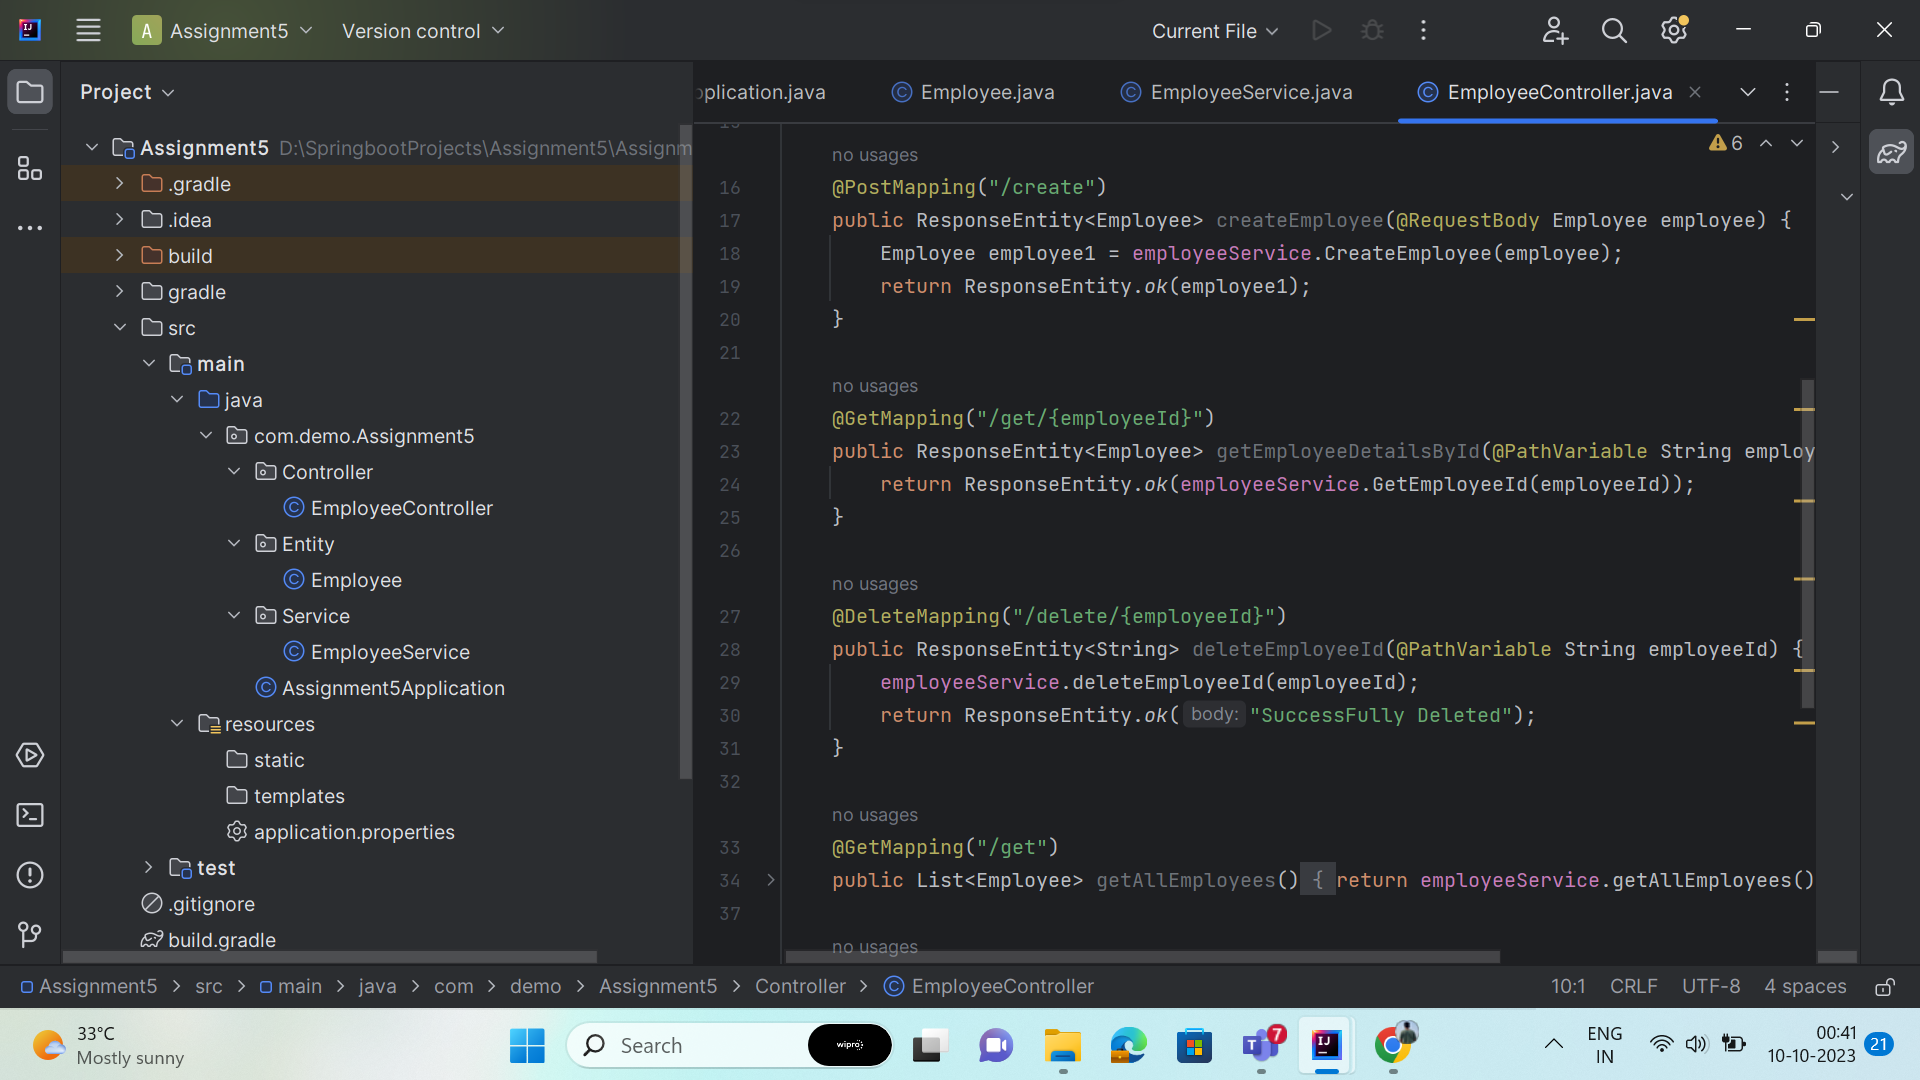 A Assignment5 Version control Current File
Project
plication.java Employee.java EmployeeService.java EmployeeController.java
Assignment5 D:\SpringbootProjects\Assignment5\Assignm
.gradle
.idea
build
gradle
src
main
java
com.demo.Assignment5
Controller
EmployeeController
Entity
Employee
Service
EmployeeService
Assignment5Application
resources
static
templates
application.properties
test
.gitignore
build.gradle
6
no usages
16 @PostMapping("/create")
17 public ResponseEntity<Employee> createEmployee(@RequestBody Employee employee) {
18 Employee employee1 = employeeService.CreateEmployee(employee);
19 return ResponseEntity.ok(employee1);
20 }
21
no usages
22 @GetMapping("/get/{employeeId}")
23 public ResponseEntity<Employee> getEmployeeDetailsById(@PathVariable String employ
24 return ResponseEntity.ok(employeeService.GetEmployeeId(employeeId));
25 }
26
no usages
27 @DeleteMapping("/delete/{employeeId}")
28 public ResponseEntity<String> deleteEmployeeId(@PathVariable String employeeId) {
29 employeeService.deleteEmployeeId(employeeId);
30 return ResponseEntity.ok( body: "SuccessFully Deleted");
31 }
32
no usages
33 @GetMapping("/get")
34 public List<Employee> getAllEmployees() { return employeeService.getAllEmployees()
37
no usages
Assignment5 > src > main > java > com > demo > Assignment5 > Controller > EmployeeController 10:1 CRLF UTF-8 4 spaces
33°C
Mostly sunny
Search
wipro
7
ENG
IN
00:41
10-10-2023
21